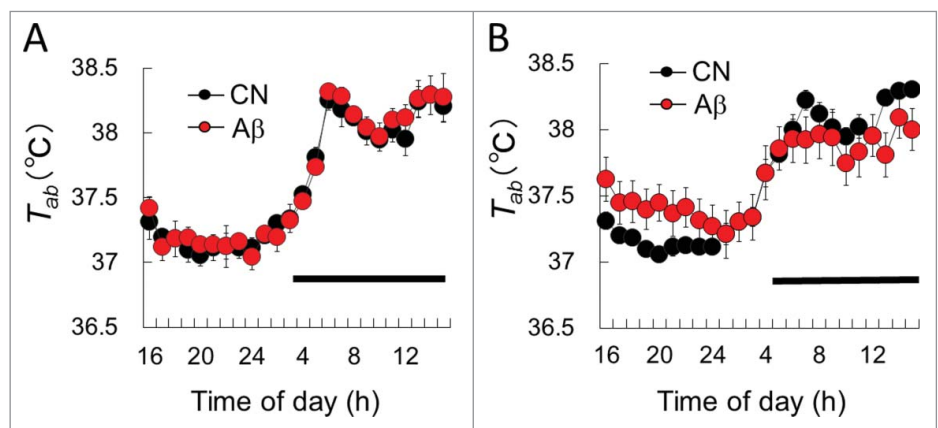 A
38.5
38
37.5
37
36.5
T_ab (°C)
CN
Aβ
16 20 24 4 8 12
Time of day (h)
B
38.5
38
37.5
37
36.5
T_ab (°C)
CN
Aβ
16 20 24 4 8 12
Time of day (h)